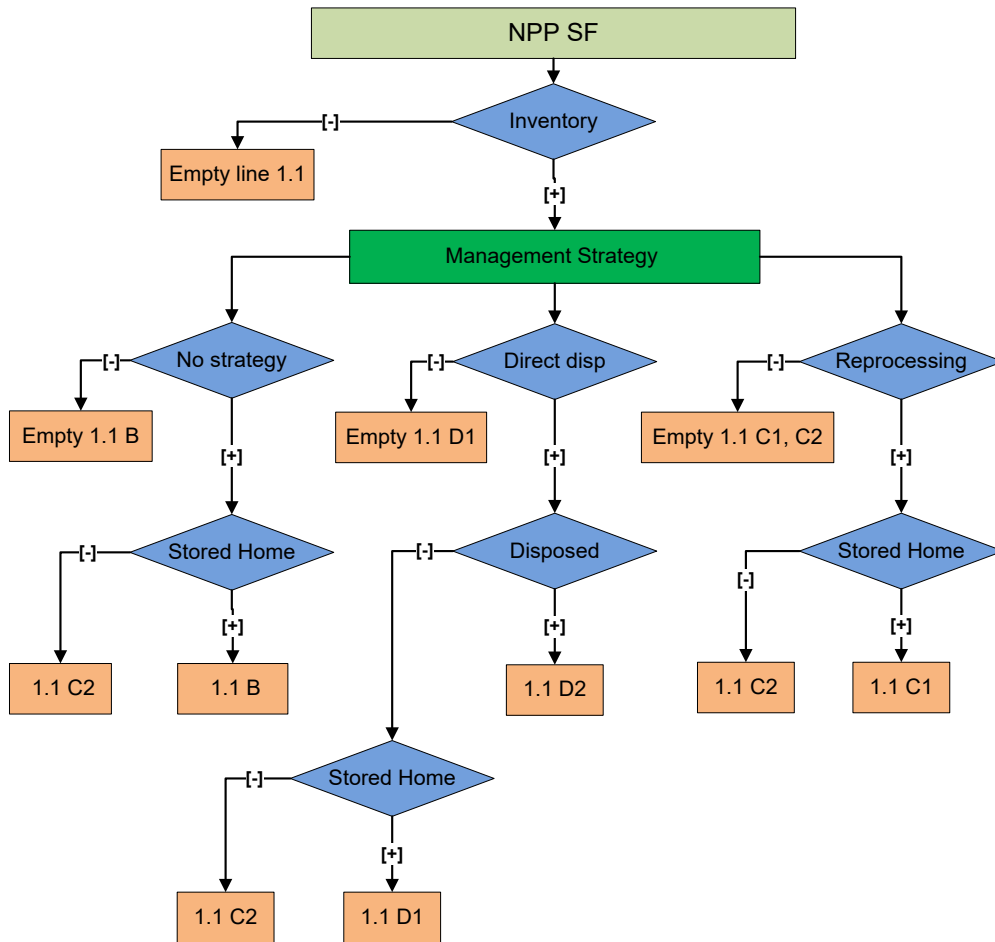 NPP SF
Inventory
[-]
Empty line 1.1
[+]
Management Strategy
No strategy
[-]
Direct disp
[-]
Reprocessing
[-]
Empty 1.1 B
Empty 1.1 D1
Empty 1.1 C1, C2
[+]
[+]
[+]
Stored Home
[-]
Disposed
[-]
Stored Home
[-]
[+]
[+]
[+]
1.1 C2
1.1 B
1.1 D2
1.1 C2
1.1 C1
Stored Home
[-]
[+]
1.1 C2
1.1 D1